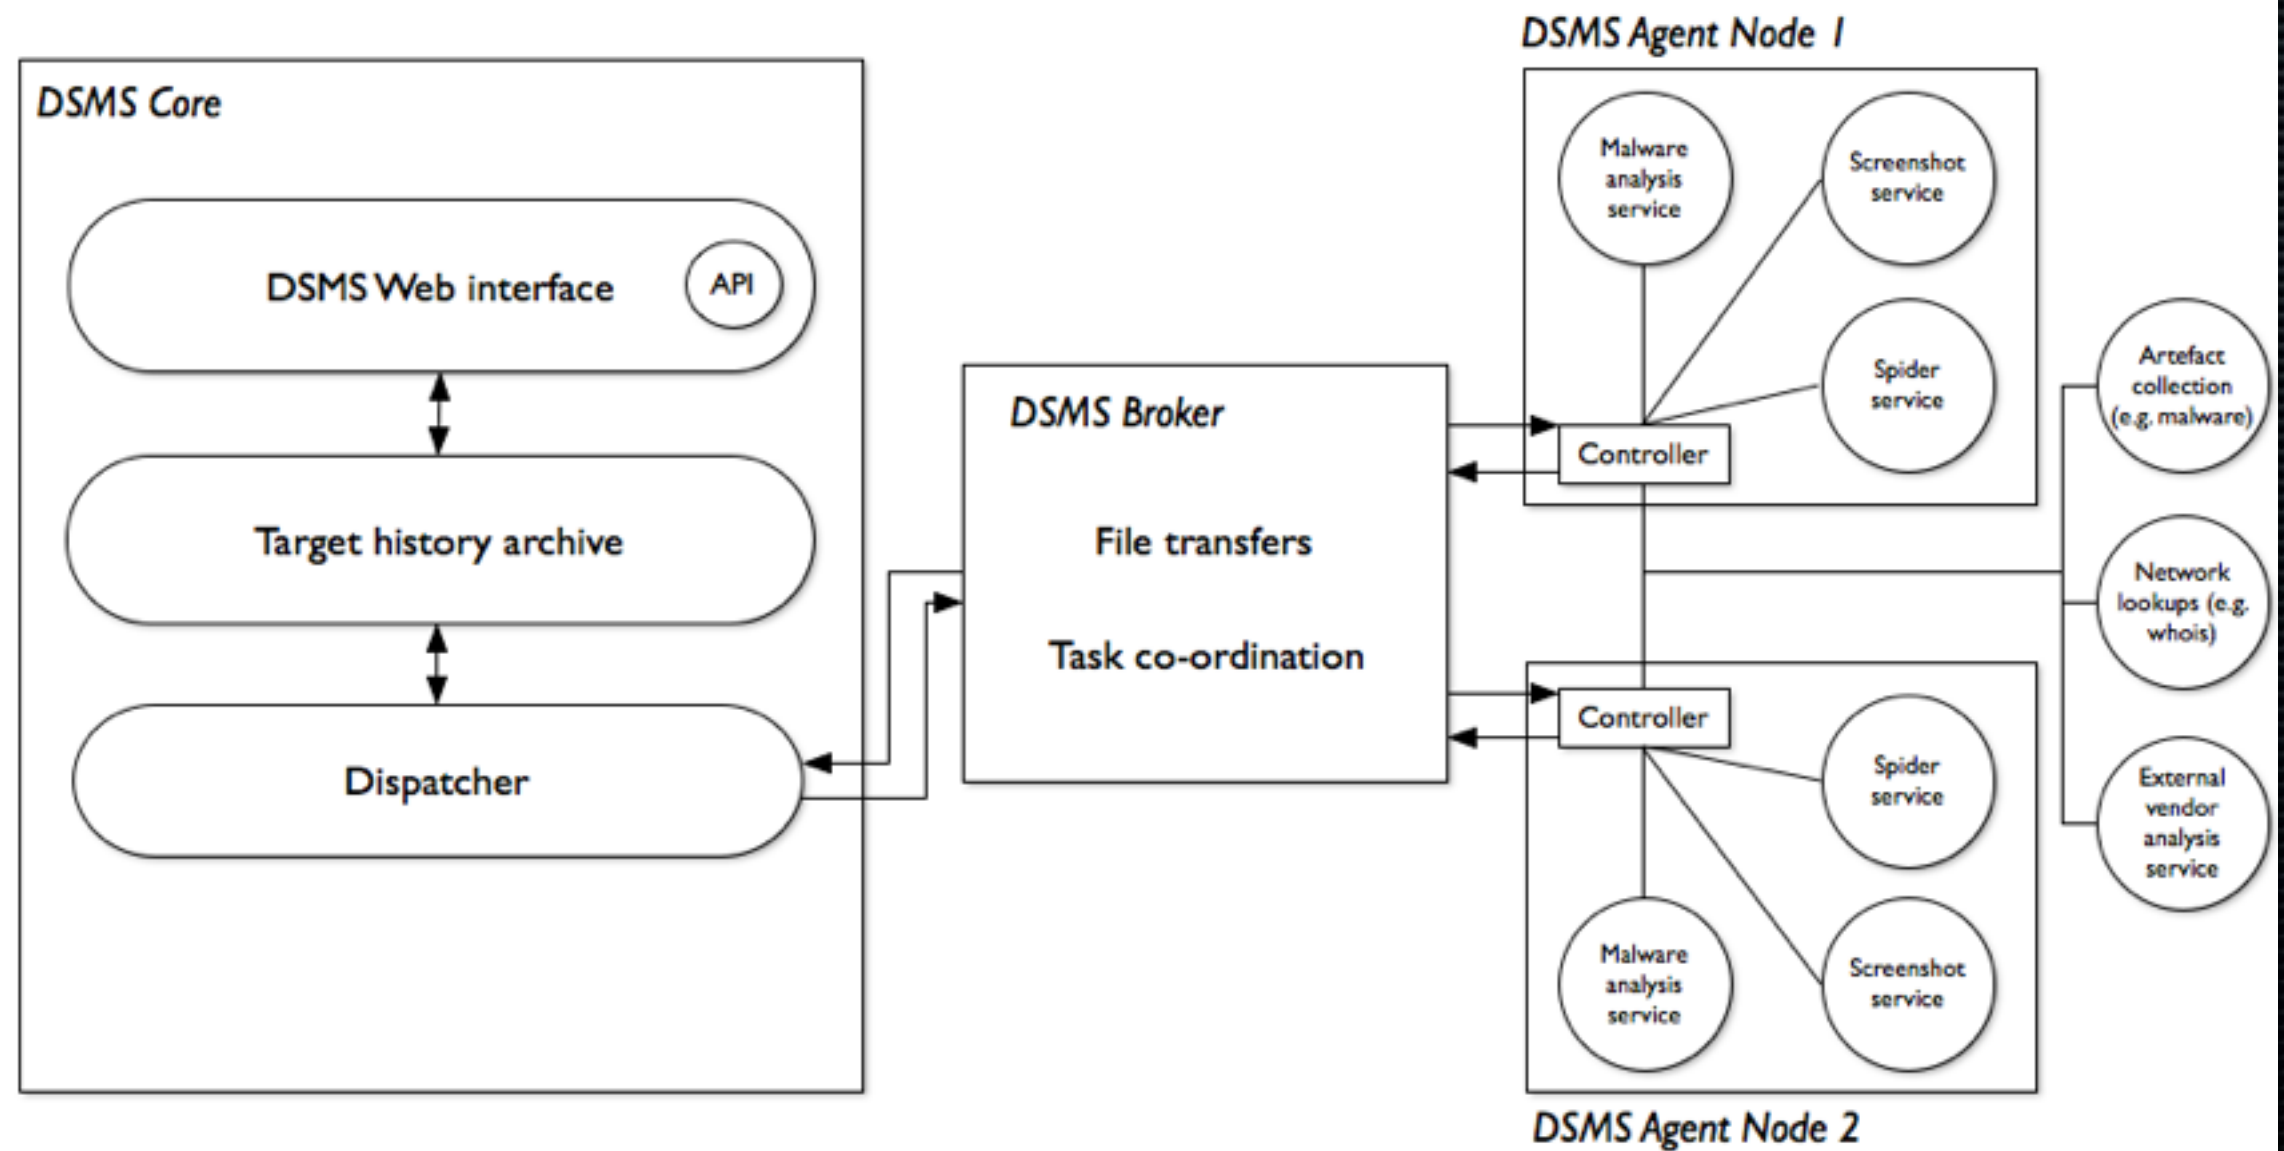 DSMS Core
DSMS Web interface
API
Target history archive
Dispatcher
DSMS Broker
File transfers
Task co-ordination
DSMS Agent Node 1
Malware
analysis
service
Screenshot
service
Spider
service
Controller
Controller
Spider
service
Malware
analysis
service
Screenshot
service
DSMS Agent Node 2
Artefact
collection
(e.g. malware)
Network
lookups (e.g.
whois)
External
vendor
analysis
service